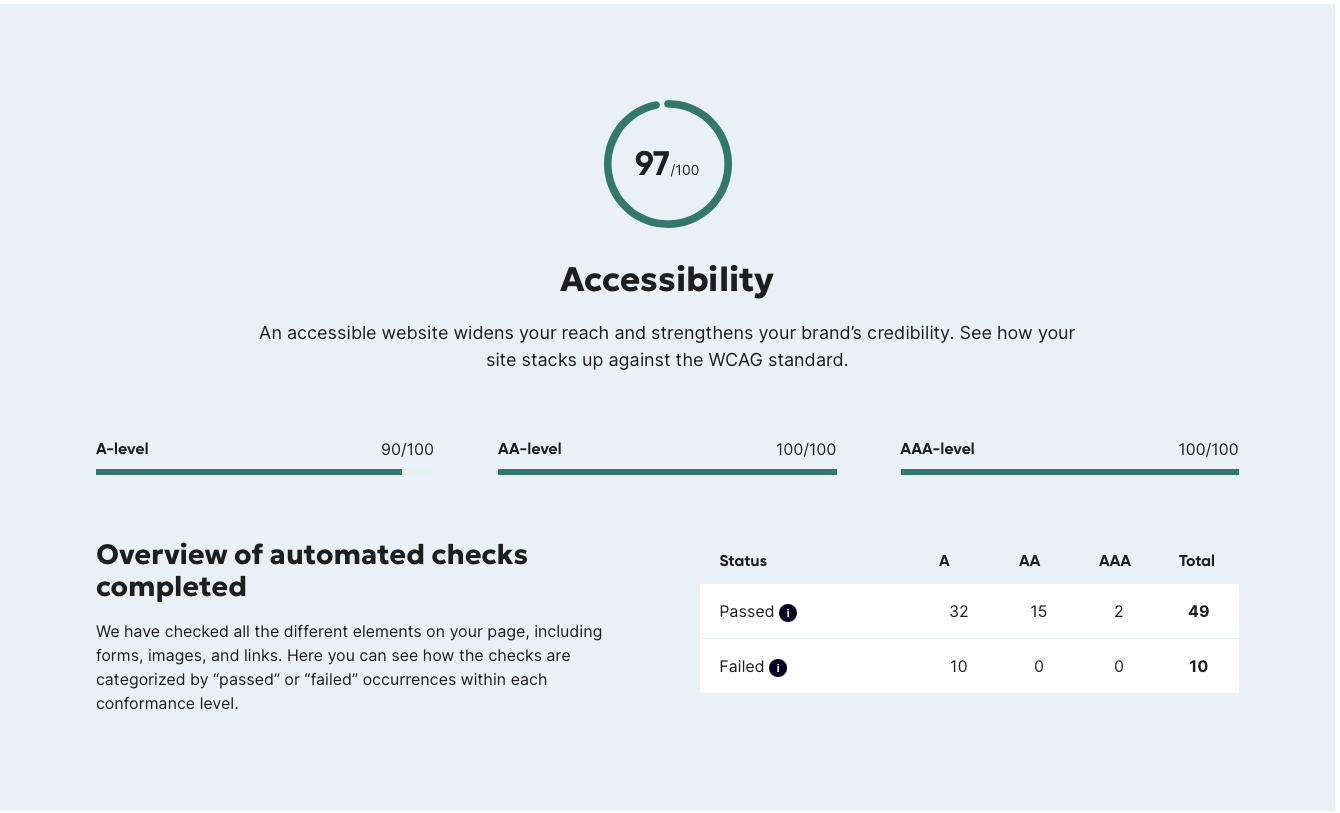 97/100
Accessibility
An accessible website widens your reach and strengthens your brand’s credibility. See how your
site stacks up against the WCAG standard.
A-level 90/100
AA-level 100/100
AAA-level 100/100
Overview of automated checks
completed
We have checked all the different elements on your page, including
forms, images, and links. Here you can see how the checks are
categorized by “passed” or “failed” occurrences within each
conformance level.
Status A AA AAA Total
Passed i 32 15 2 49
Failed i 10 0 0 10